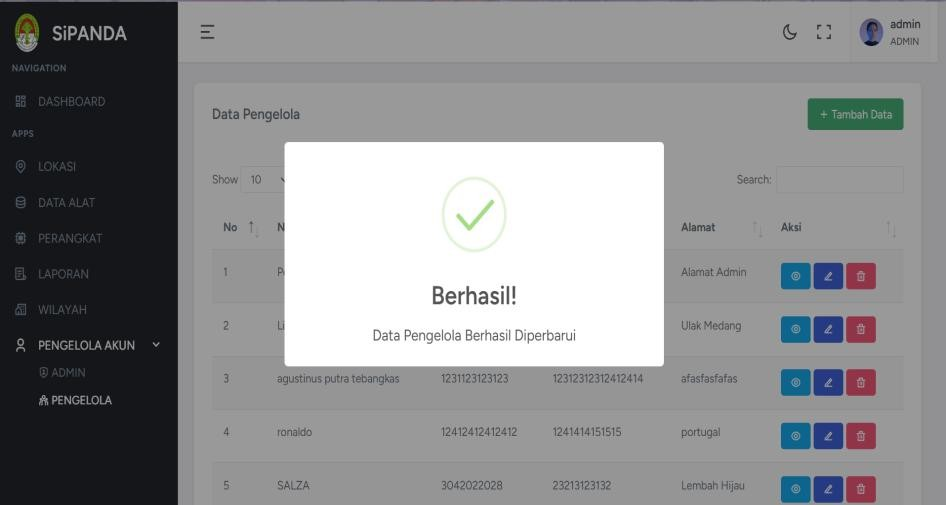 SiPANDA
admin
ADMIN
NAVIGATION
DASHBOARD
APPS
LOKASI
DATA ALAT
PERANGKAT
LAPORAN
WILAYAH
PENGELOLA AKUN
ADMIN
PENGELOLA
Data Pengelola
+ Tambah Data
Show 10
Search:
No Alamat Aksi
1 Alamat Admin
2 Ulak Medang
3 agustinus putra tebangkas 1231123123123 12312312312412414 afasfasfafas
4 ronaldo 12412412412412 1241414151515 portugal
5 SALZA 3042022028 23213123132 Lembah Hijau
Berhasil!
Data Pengelola Berhasil Diperbarui